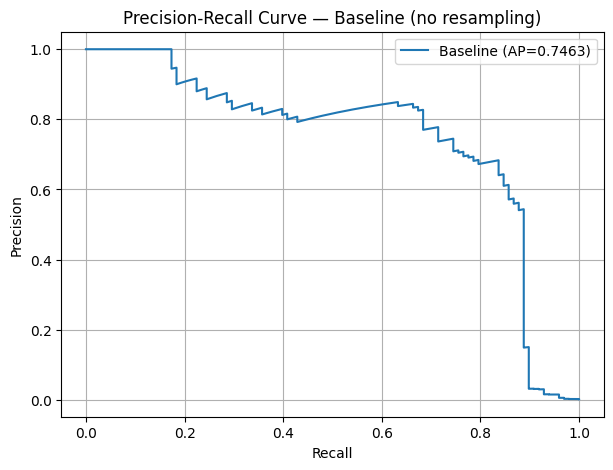 Precision-Recall Curve — Baseline (no resampling)
Baseline (AP=0.7463)
Precision
1.0
0.8
0.6
0.4
0.2
0.0
0.0 0.2 0.4 0.6 0.8 1.0
Recall